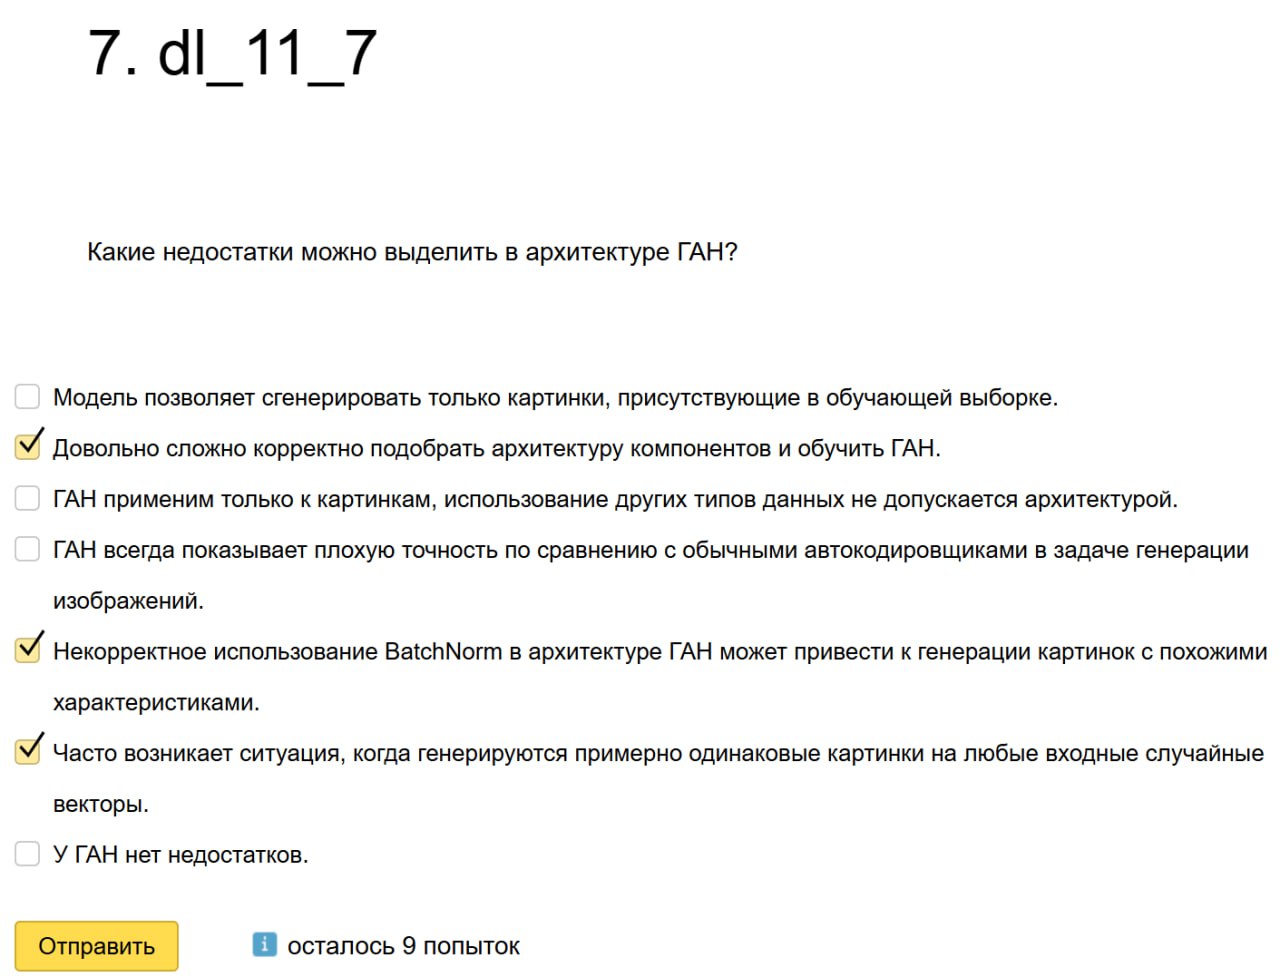 7. dl_11_7
Какие недостатки можно выделить в архитектуре ГАН?
Модель позволяет сгенерировать только картинки, присутствующие в обучающей выборке.
Довольно сложно корректно подобрать архитектуру компонентов и обучить ГАН.
ГАН применим только к картинкам, использование других типов данных не допускается архитектурой.
ГАН всегда показывает плохую точность по сравнению с обычными автокодировщиками в задаче генерации
изображений.
Некорректное использование BatchNorm в архитектуре ГАН может привести к генерации картинок с похожими
характеристиками.
Часто возникает ситуация, когда генерируются примерно одинаковые картинки на любые входные случайные
векторы.
У ГАН нет недостатков.
Отправить i осталось 9 попыток